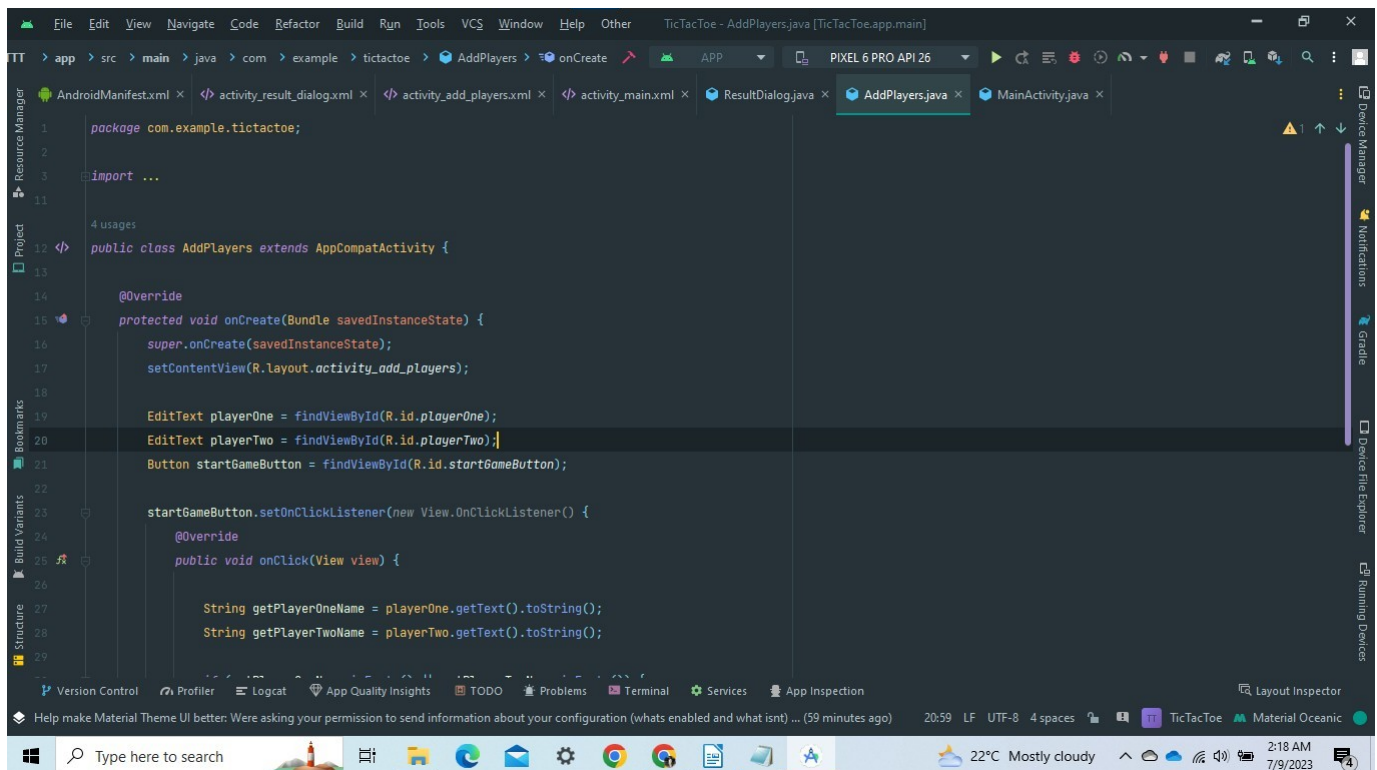 File Edit View Navigate Code Refactor Build Run Tools VCS Window Help Other TicTacToe - AddPlayers.java [TicTacToe.app.main]
TTT > app > src > main > java > com > example > tictactoe > AddPlayers > onCreate APP PIXEL 6 PRO API 26
AndroidManifest.xml × activity_result_dialog.xml × activity_add_players.xml × activity_main.xml × ResultDialog.java × AddPlayers.java × MainActivity.java ×
Resource Manager
Project
Bookmarks
Build Variants
Structure
1 package com.example.tictactoe; 1
2
3 import ...
11
4 usages
12 </> public class AddPlayers extends AppCompatActivity {
13
14 @Override
15 protected void onCreate(Bundle savedInstanceState) {
16 super.onCreate(savedInstanceState);
17 setContentView(R.layout.activity_add_players);
18
19 EditText playerOne = findViewById(R.id.playerOne);
20 EditText playerTwo = findViewById(R.id.playerTwo);
21 Button startGameButton = findViewById(R.id.startGameButton);
22
23 startGameButton.setOnClickListener(new View.OnClickListener() {
24 @Override
25 public void onClick(View view) {
26
27 String getPlayerOneName = playerOne.getText().toString();
28 String getPlayerTwoName = playerTwo.getText().toString();
29
Device Manager
Notifications
Gradle
Device File Explorer
Running Devices
Version Control Profiler Logcat App Quality Insights TODO Problems Terminal Services App Inspection Layout Inspector
Help make Material Theme UI better: Were asking your permission to send information about your configuration (whats enabled and what isnt) ... (59 minutes ago) 20:59 LF UTF-8 4 spaces TT TicTacToe Material Oceanic
Type here to search 22°C Mostly cloudy 2:18 AM
7/9/2023 4